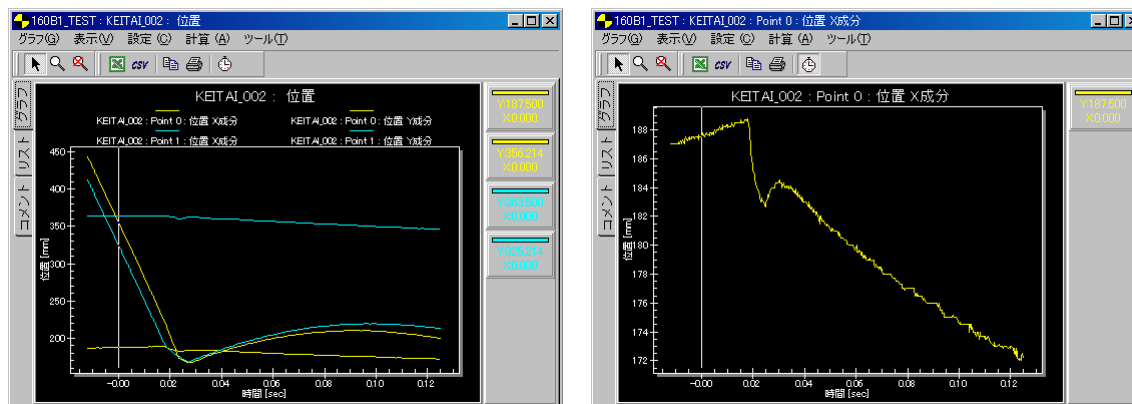 160B1_TEST : KEITAI_002 : 位置
グラフ(G) 表示(V) 設定 (C) 計算 (A) ツール(T)
CSV
グラフ
リスト
コメント
KEITAI_002 : 位置
KEITAI_002 : Point 0 : 位置 X成分
KEITAI_002 : Point 0 : 位置 Y成分
KEITAI_002 : Point 1 : 位置 X成分
KEITAI_002 : Point 1 : 位置 Y成分
450
400
350
300
250
200
位置 [mm]
-0.00 0.02 0.04 0.06 0.08 0.10 0.12
時間 [sec]
Y:187.500
X:0.000
Y:356.214
X:0.000
Y:363.500
X:0.000
Y:325.214
X:0.000
160B1_TEST : KEITAI_002 : Point 0 : 位置 X成分
グラフ(G) 表示(V) 設定 (C) 計算 (A) ツール(T)
CSV
グラフ
リスト
コメント
KEITAI_002 : Point 0 : 位置 X成分
188
186
184
182
180
178
176
174
172
位置 [mm]
-0.00 0.02 0.04 0.06 0.08 0.10 0.12
時間 [sec]
Y:187.500
X:0.000